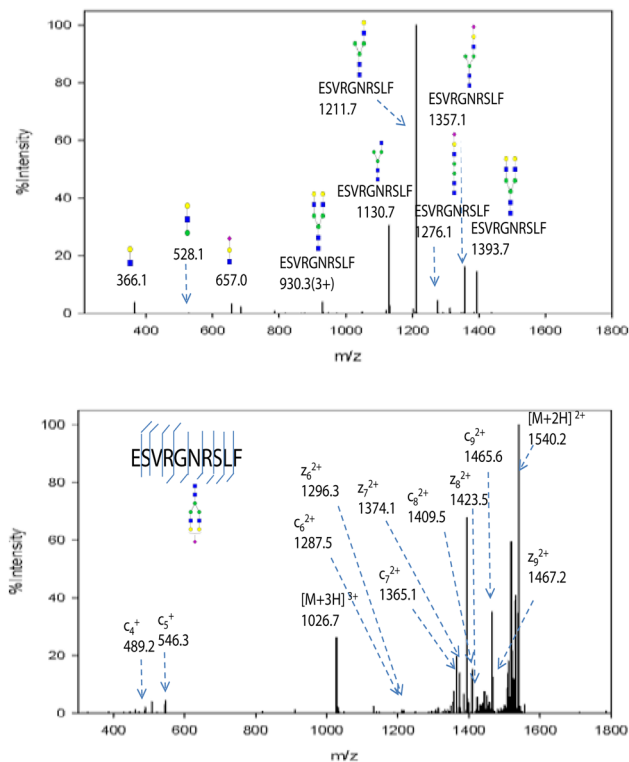 100
80
60
40
20
0
%Intensity
400
600
800
1000
1200
1400
1600
1800
m/z
366.1
528.1
657.0
ESVRGNRSLF
930.3(3+)
ESVRGNRSLF
1130.7
ESVRGNRSLF
1211.7
ESVRGNRSLF
1276.1
ESVRGNRSLF
1357.1
ESVRGNRSLF
1393.7
100
80
60
40
20
0
%Intensity
400
600
800
1000
1200
1400
1600
1800
m/z
ESVRGNRSLF
c4+
489.2
c5+
546.3
[M+3H] 3+
1026.7
z6 2+
1296.3
c6 2+
1287.5
z7 2+
1374.1
c7 2+
1365.1
c8 2+
1409.5
z8 2+
1423.5
c9 2+
1465.6
[M+2H] 2+
1540.2
z9 2+
1467.2